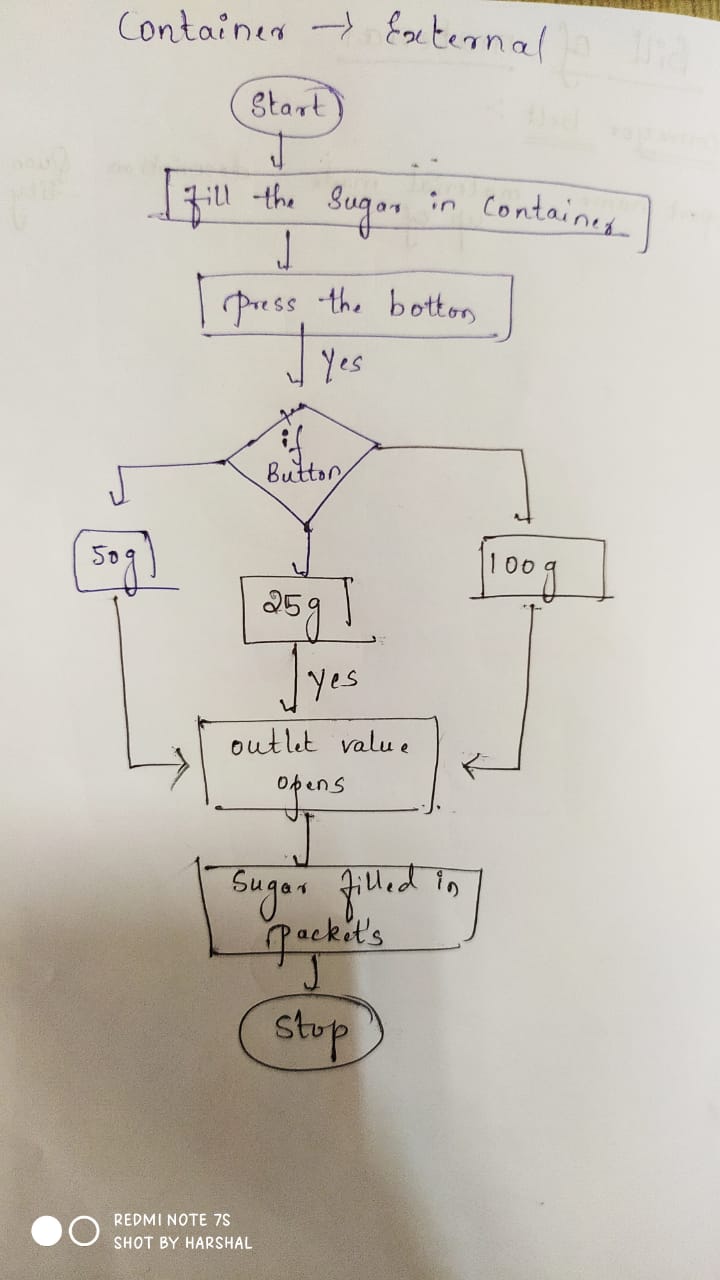 Container → External
Start
fill the Sugar in Container
press the botton
Yes
if
Button
50g
25g
100g
Yes
outlet value
opens
Sugar filled in
packet's
Stop
REDMI NOTE 7S
SHOT BY HARSHAL